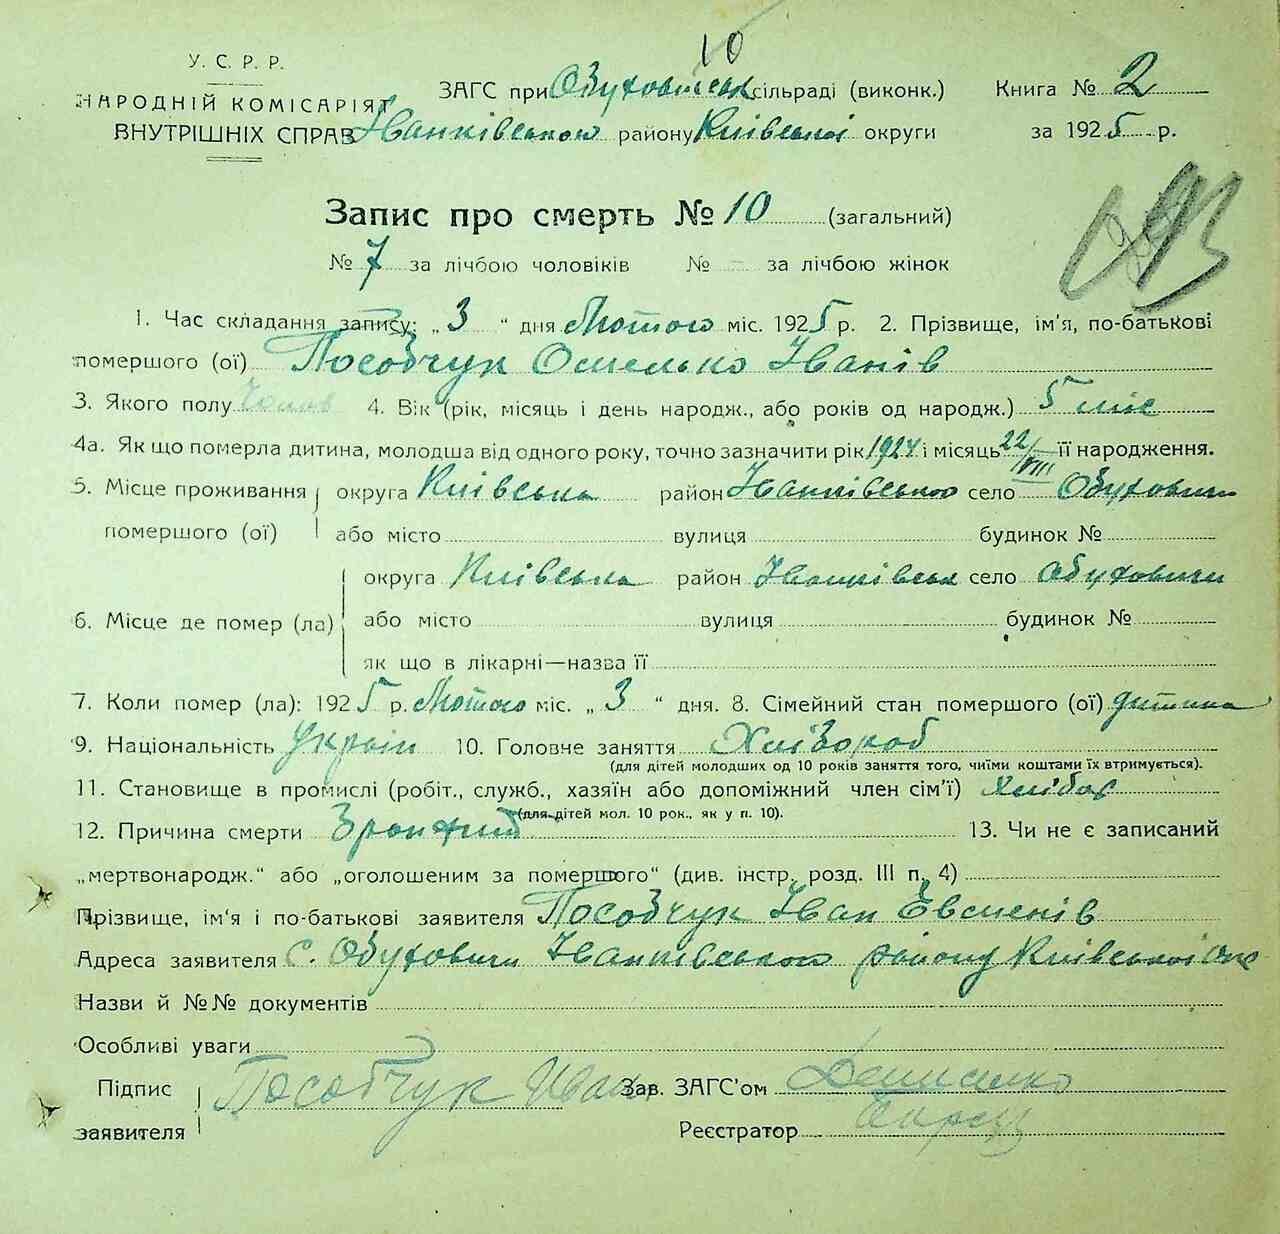 10
У. С. Р. Р.
НАРОДНІЙ КОМІСАРІЯТ
ВНУТРІШНІХ СПРАВ
ЗАГС при Обуховицьк сільраді (виконк.)
Іванківського району Київської округи
Книга № 2
за 1925 р.
Запис про смерть № 10 (загальний)
№ 7 за лічбою чоловіків № — за лічбою жінок
1. Час складання запису: „ 3 “ дня Лютого міс. 1925 р. 2. Прізвище, ім'я, по-батькові
помершого (ої) Пособчук Омелько Іванів
3. Якого полу Чолов 4. Вік (рік, місяць і день народж., або років од народж.) 5 міс
4а. Як що померла дитина, молодша від одного року, точно зазначити рік 1924 і місяць 22/VIII її народження.
5. Місце проживання округа Київська район Іванківського село Обуховичи
помершого (ої) або місто вулиця будинок №
округа Київська район Іванківськ село Обуховичи
6. Місце де помер (ла) або місто вулиця будинок №
як що в лікарні—назва її
7. Коли помер (ла): 1925 р. Лютого міс. „ 3 “ дня. 8. Сімейний стан помершого (ої) дитина
9. Національність Україн 10. Головне заняття Хлібороб
(для дітей молодших од 10 років заняття того, чиїми коштами їх втримується).
11. Становище в промислі (робіт., служб., хазяїн або допоміжний член сім'ї)
(для дітей мол. 10 рок., як у п. 10).
12. Причина смерти 13. Чи не є записаний
„мертвонародж.“ або „оголошеним за помершого“ (див. інстр. розд. III п. 4)
Прізвище, ім'я і по-батькові заявителя Пособчук Іван Євменів
Адреса заявителя с. Обуховичи Іванківського району Київської окр
Назви й №№ документів
Особливі уваги
Підпис заявителя Пособчук Иван
Зав. ЗАГС'ом Денисенко
Реєстратор